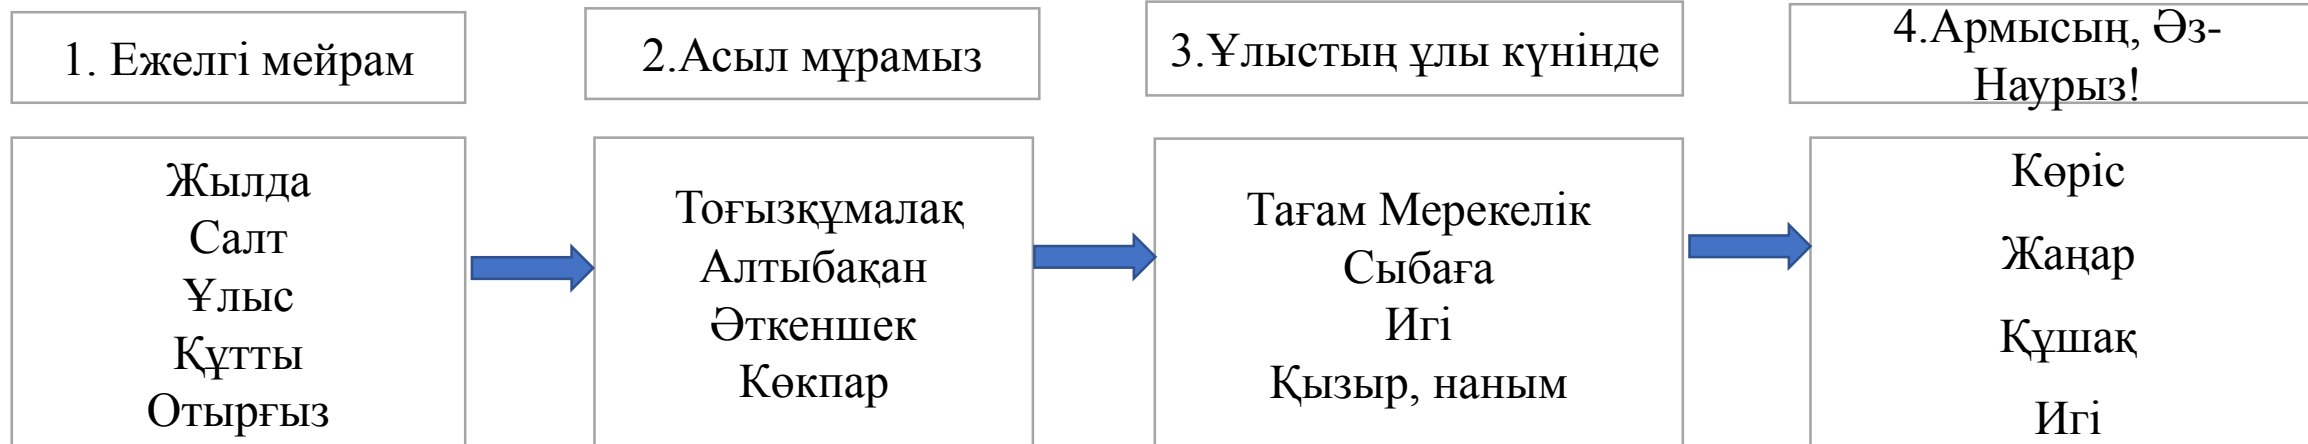 1. Ежелгі мейрам
2.Асыл мұрамыз
3.Ұлыстың ұлы күнінде
4.Армысың, Әз-
Наурыз!
Жылда
Салт
Ұлыс
Құтты
Отырғыз
Тоғызқұмалақ
Алтыбақан
Әткеншек
Көкпар
Тағам Мерекелік
Сыбаға
Игі
Қызыр, наным
Көріс
Жаңар
Құшақ
Игі